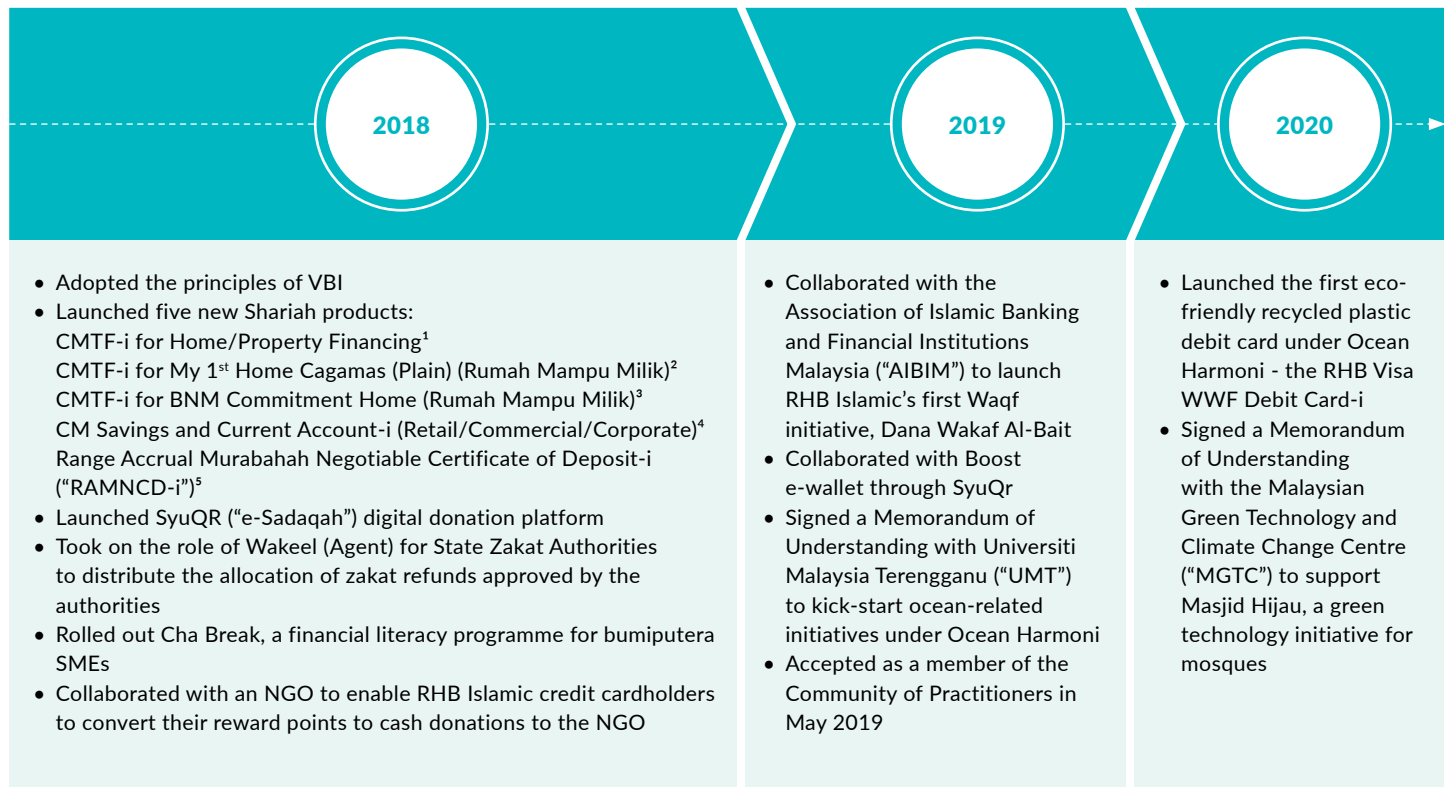 2018
2019
2020
• Adopted the principles of VBI
• Launched five new Shariah products:
CMTF-i for Home/Property Financing¹
CMTF-i for My 1st Home Cagamas (Plain) (Rumah Mampu Milik)²
CMTF-i for BNM Commitment Home (Rumah Mampu Milik)³
CM Savings and Current Account-i (Retail/Commercial/Corporate)⁴
Range Accrual Murabahah Negotiable Certificate of Deposit-i
(“RAMNCD-i”)⁵
• Launched SyuQR (“e-Sadaqah”) digital donation platform
• Took on the role of Wakeel (Agent) for State Zakat Authorities
to distribute the allocation of zakat refunds approved by the
authorities
• Rolled out Cha Break, a financial literacy programme for bumiputera
SMEs
• Collaborated with an NGO to enable RHB Islamic credit cardholders
to convert their reward points to cash donations to the NGO
• Collaborated with the
Association of Islamic Banking
and Financial Institutions
Malaysia (“AIBIM”) to launch
RHB Islamic’s first Waqf
initiative, Dana Wakaf Al-Bait
• Collaborated with Boost
e-wallet through SyuQr
• Signed a Memorandum of
Understanding with Universiti
Malaysia Terengganu (“UMT”)
to kick-start ocean-related
initiatives under Ocean Harmoni
• Accepted as a member of the
Community of Practitioners in
May 2019
• Launched the first eco-
friendly recycled plastic
debit card under Ocean
Harmoni - the RHB Visa
WWF Debit Card-i
• Signed a Memorandum
of Understanding
with the Malaysian
Green Technology and
Climate Change Centre
(“MGTC”) to support
Masjid Hijau, a green
technology initiative for
mosques